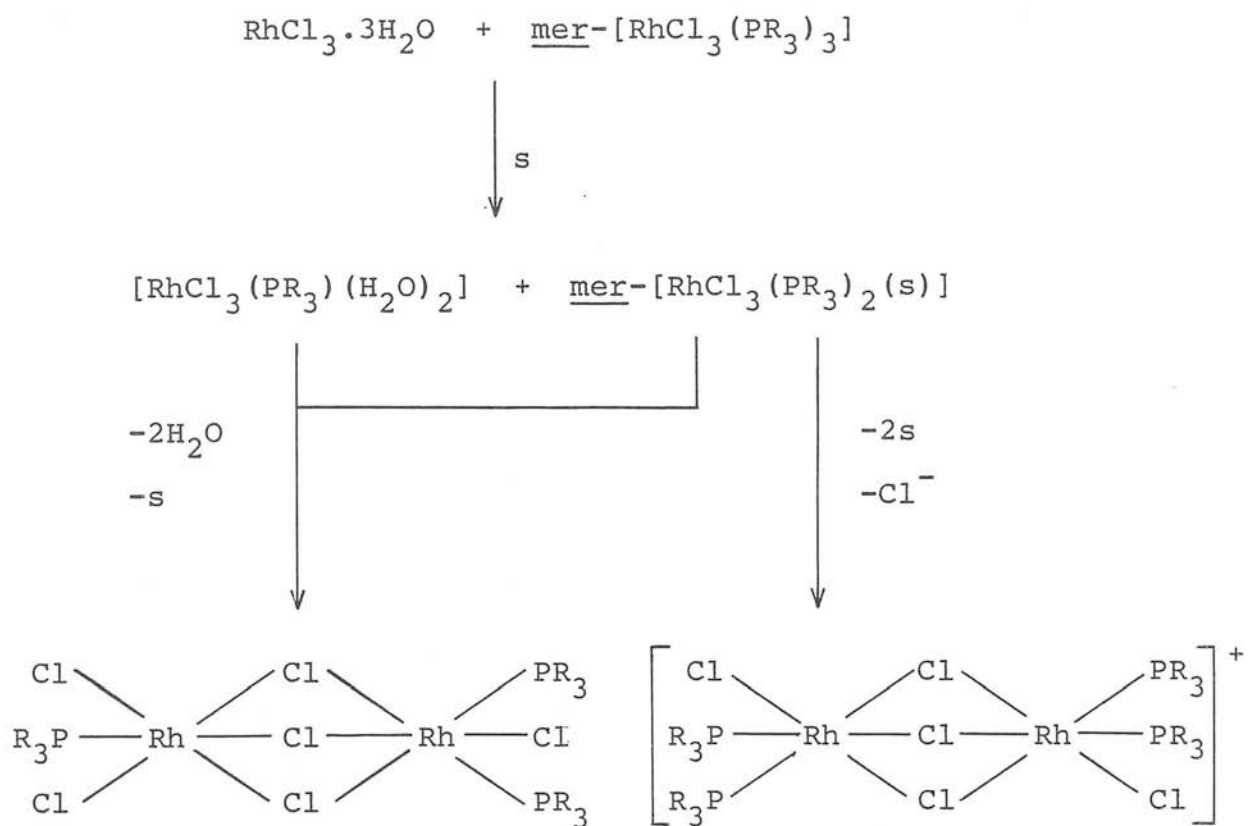 RhCl₃.3H₂O + mer-[RhCl₃(PR₃)₃]
s
[RhCl₃(PR₃)(H₂O)₂] + mer-[RhCl₃(PR₃)₂(s)]
-2H₂O -2s
-s -Cl⁻
Cl Cl PR₃ Cl Cl PR₃ +
R₃P Rh Cl Rh Cl R₃P Rh Cl Rh PR₃
Cl Cl PR₃ R₃P Cl Cl